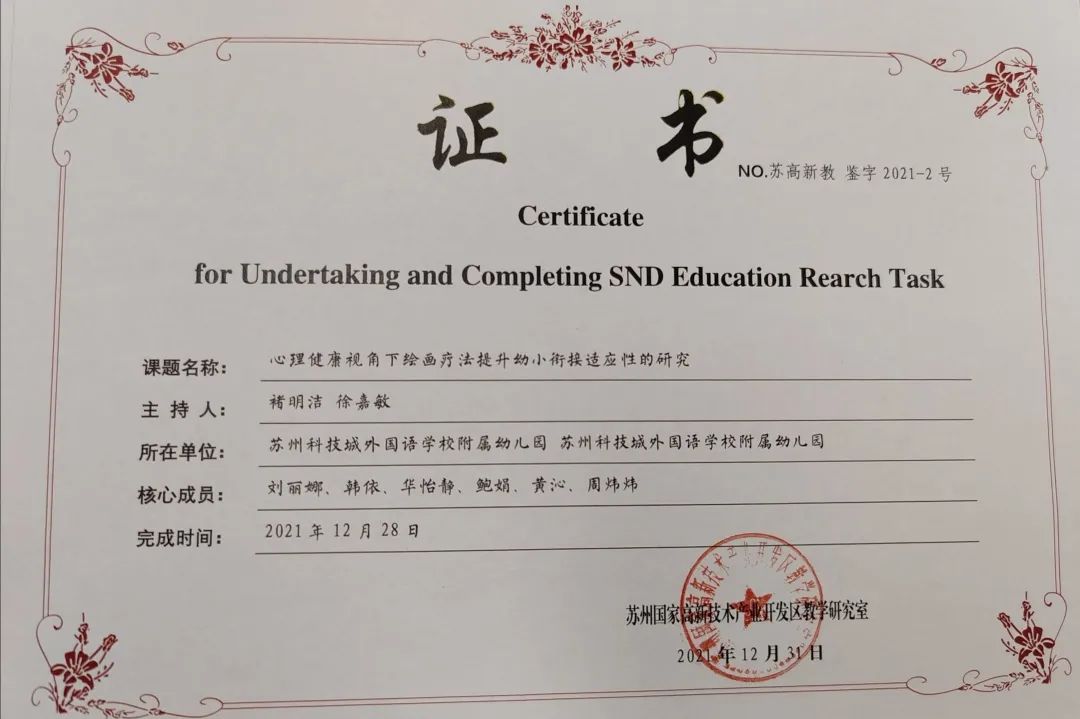 证 书
NO.苏高新教 鉴字 2021-2 号
Certificate
for Undertaking and Completing SND Education Rearch Task
课题名称： 心理健康视角下绘画疗法提升幼小衔接适应性的研究
主 持 人： 褚明洁 徐嘉敏
所在单位： 苏州科技城外国语学校附属幼儿园 苏州科技城外国语学校附属幼儿园
核心成员： 刘丽娜、韩依、华怡静、鲍娟、黄沁、周炜炜
完成时间： 2021 年 12 月 28 日
苏州国家高新技术产业开发区教学研究室
2021 年 12 月 31 日